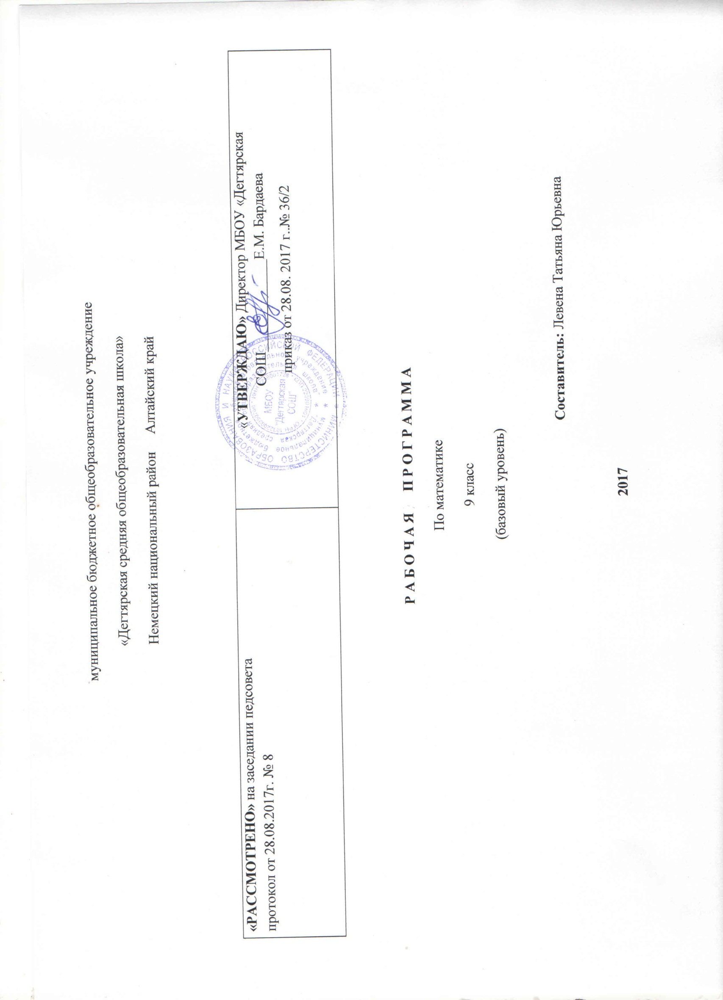 муниципальное бюджетное общеобразовательное учреждение
«Дегтярская средняя общеобразовательная школа»
Немецкий национальный район Алтайский край
«РАССМОТРЕНО» на заседании педсовета
протокол от 28.08.2017г. № 8
«УТВЕРЖДАЮ» Директор МБОУ «Дегтярская
СОШ Е.М. Бардаева
приказ от 28.08. 2017 г..№ 36/2
МИНИСТЕРСТВО ОБРАЗОВАНИЯ И НАУКИ РОССИЙСКОЙ ФЕДЕРАЦИИ
муниципальное бюджетное общеобразовательное учреждение
"Дегтярская средняя общеобразовательная школа"
МБОУ
"Дегтярская
СОШ"
РАБОЧАЯ ПРОГРАММА
По математике
9 класс
(базовый уровень)
Составитель: Левена Татьяна Юрьевна
2017